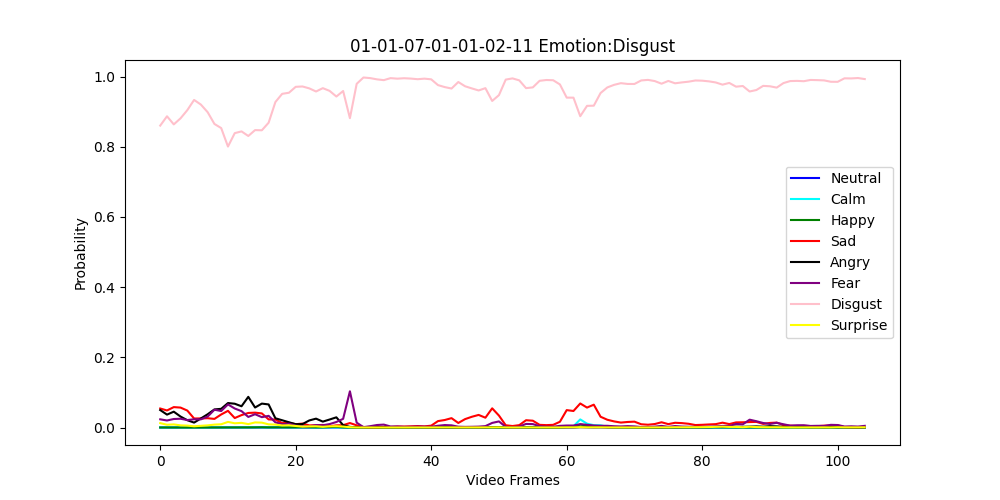 01-01-07-01-01-02-11 Emotion:Disgust
1.0
0.8
0.6
0.4
0.2
0.0
Probability
Neutral
Calm
Happy
Sad
Angry
Fear
Disgust
Surprise
0 20 40 60 80 100
Video Frames